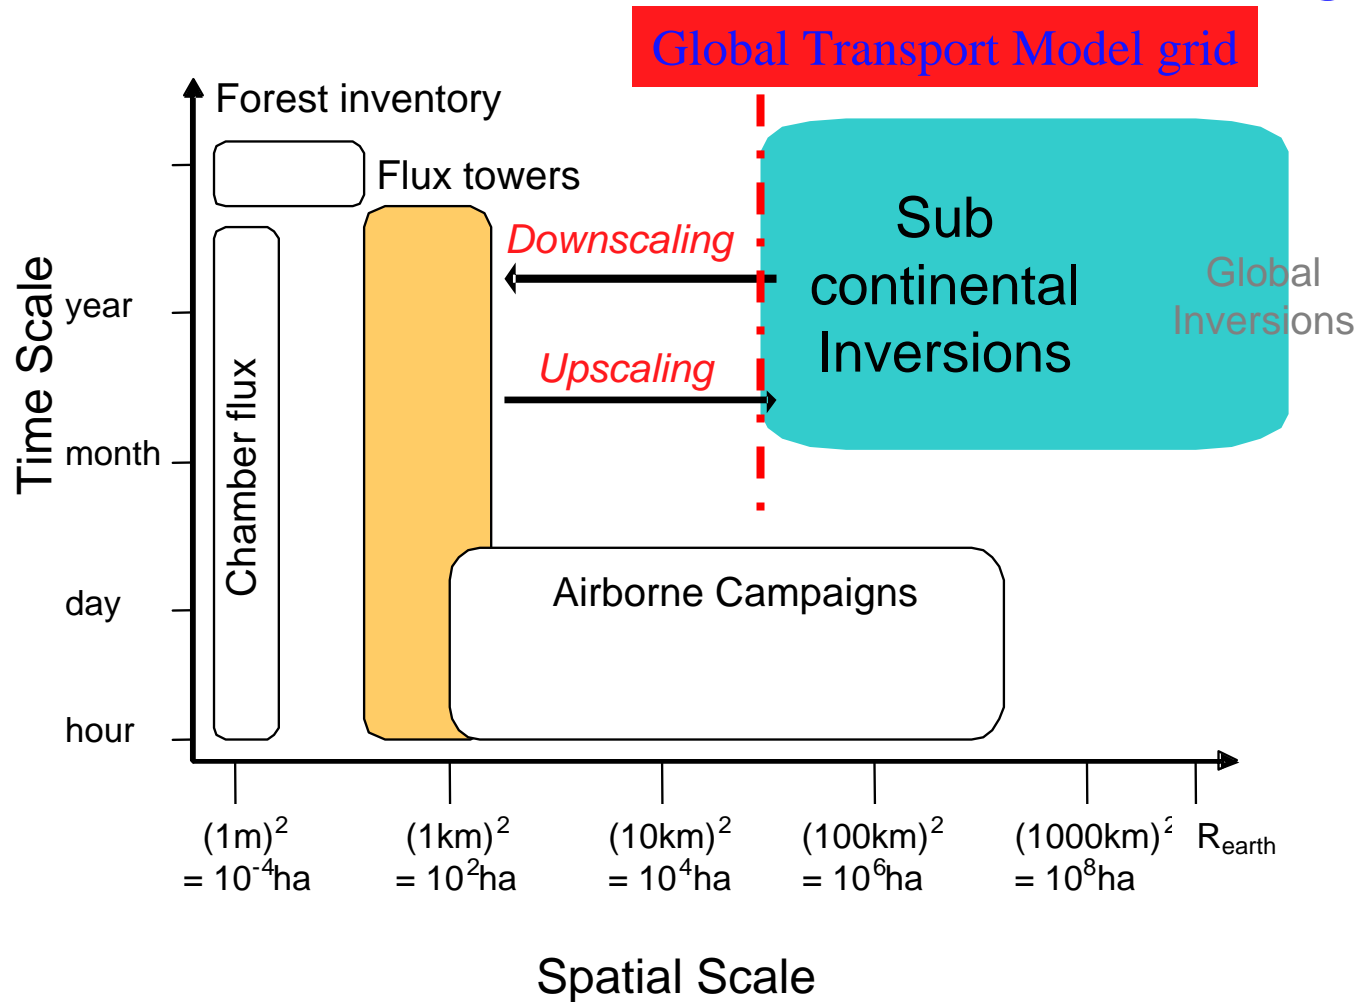 Global Transport Model grid
Forest inventory
Flux towers
Downscaling
Upscaling
Sub
continental
Inversions
Global
Inversions
Time Scale
year
month
day
hour
Chamber flux
Airborne Campaigns
(1m)² (1km)² (10km)² (100km)² (1000km)² R_earth
= 10⁻⁴ha = 10²ha = 10⁴ha = 10⁶ha = 10⁸ha
Spatial Scale